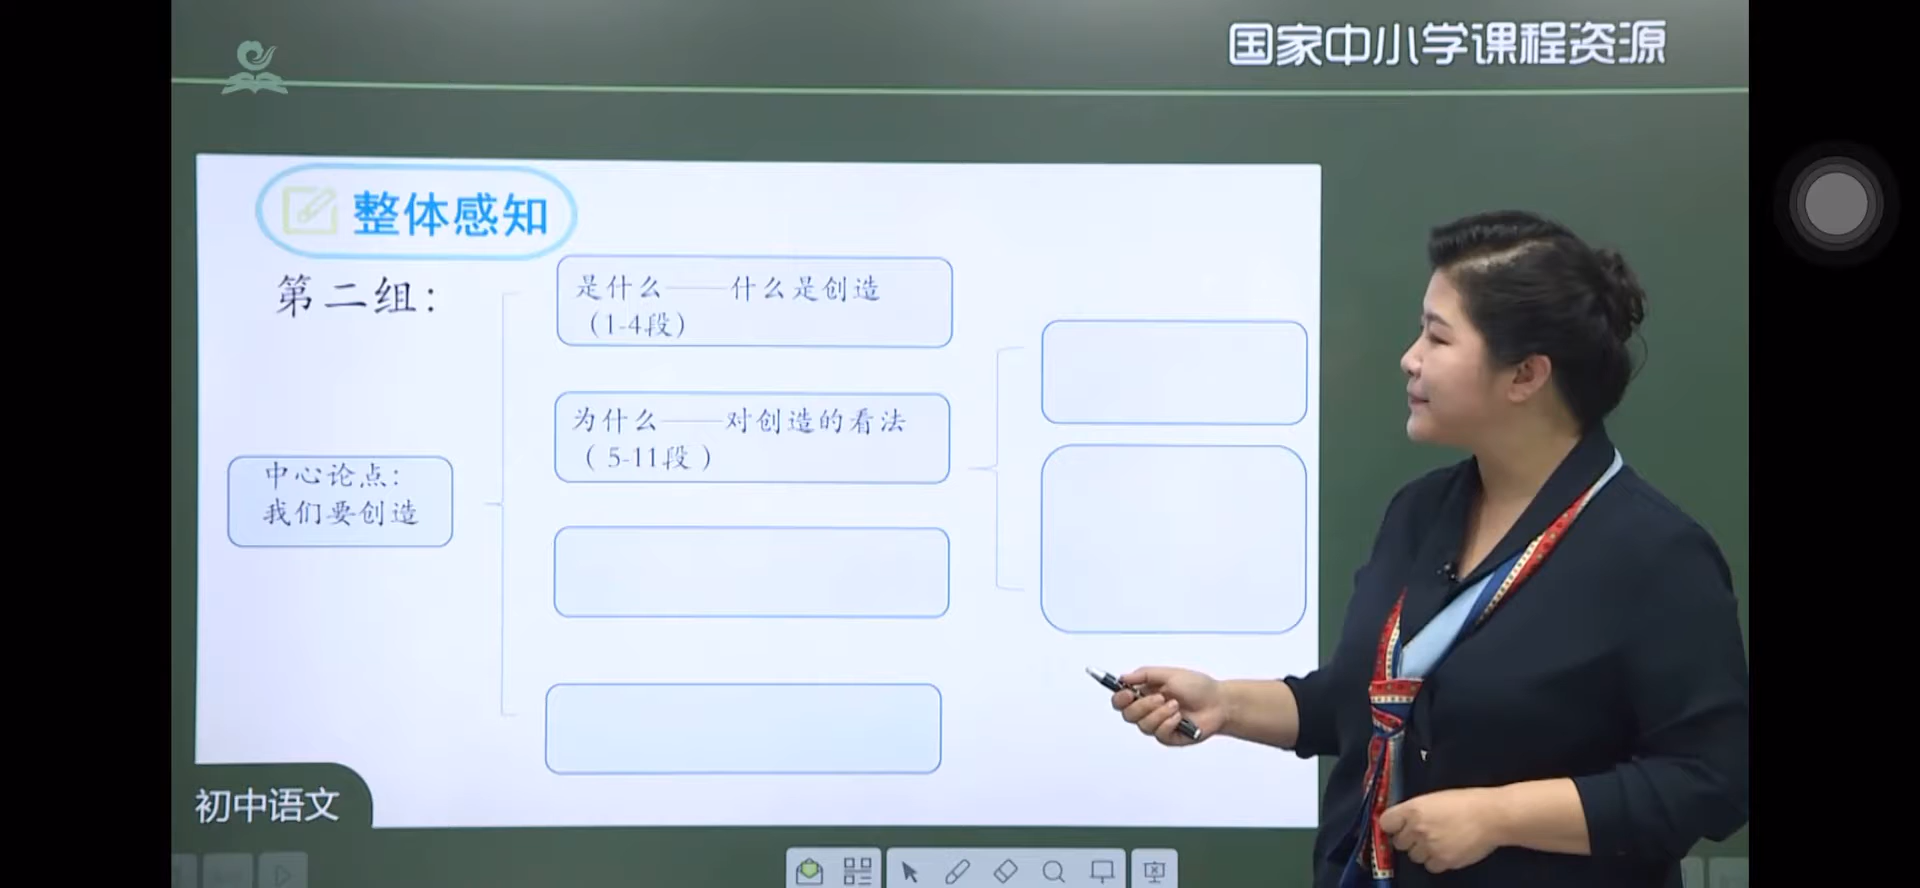 国家中小学课程资源
整体感知
第二组：
是什么——什么是创造
（1-4段）
为什么——对创造的看法
（5-11段）
中心论点：
我们要创造
初中语文